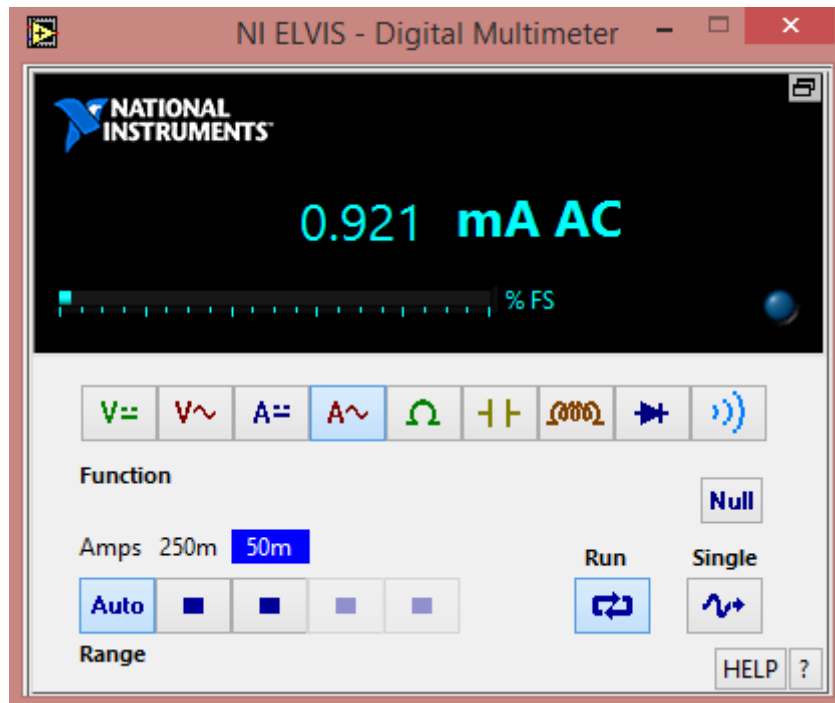 NI ELVIS - Digital Multimeter
NATIONAL
INSTRUMENTS™
0.921 mA AC
% FS
V V A A Ω
Function
Null
Amps 250m 50m
Run Single
Auto
Range
HELP ?